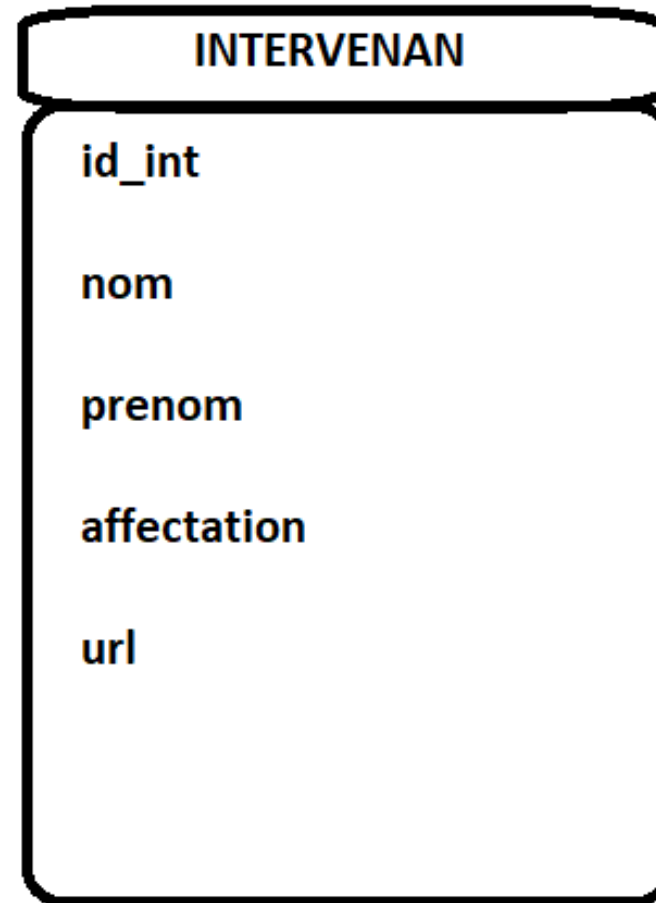 INTERVENAN
id_int
nom
prenom
affectation
url